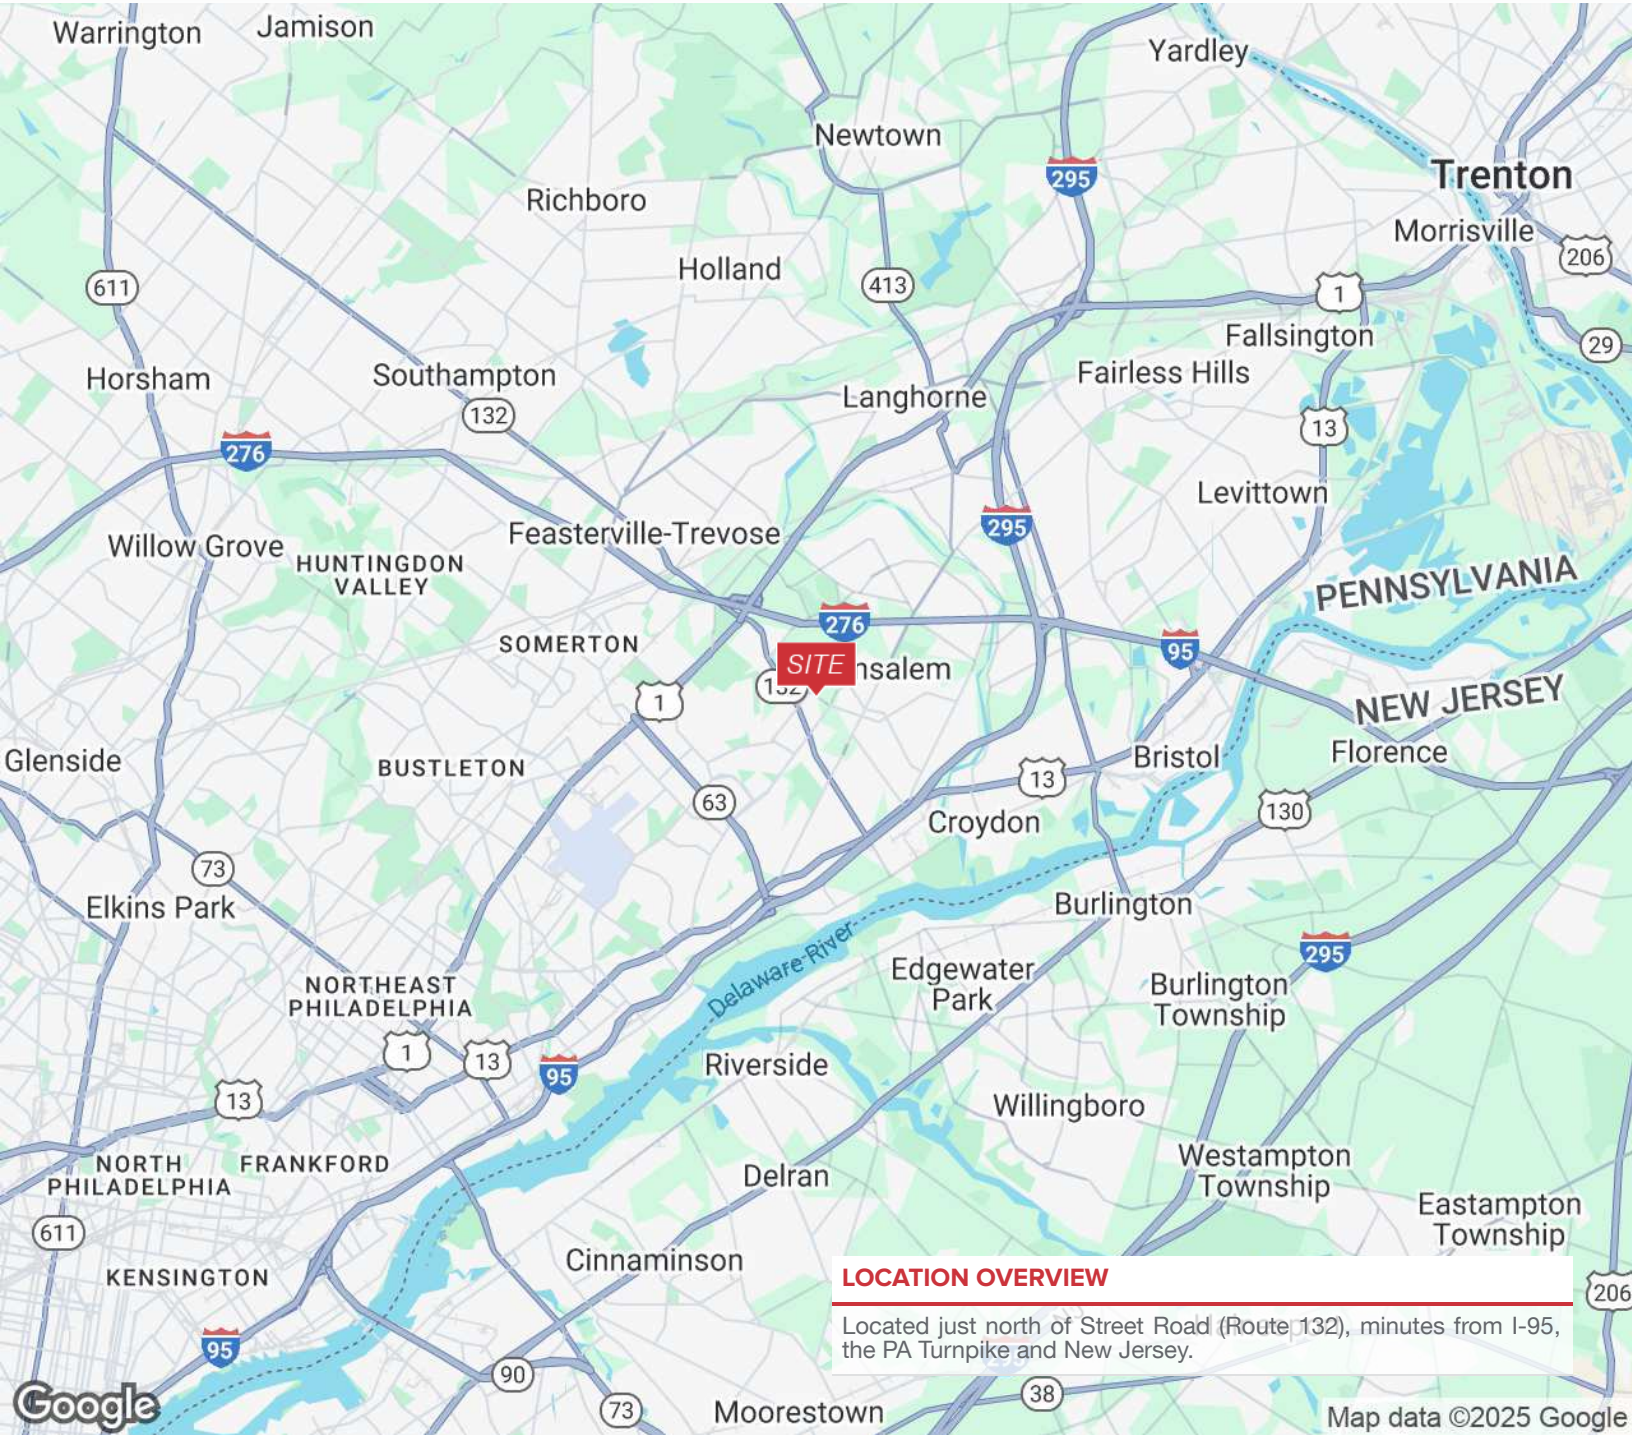 Warrington
Jamison
Yardley
Newtown
295
Trenton
Richboro
Morrisville
206
Holland
611
413
1
Fallsington
29
Horsham
Southampton
Fairless Hills
Langhorne
132
13
276
Levittown
295
Feasterville-Trevose
Willow Grove
HUNTINGDON
VALLEY
PENNSYLVANIA
276
SOMERTON
95
SITE
nsalem
132
1
NEW JERSEY
Florence
Glenside
Bristol
BUSTLETON
13
63
130
Croydon
73
Elkins Park
Burlington
295
Delaware River
Edgewater
Park
NORTHEAST
PHILADELPHIA
Burlington
Township
1
13
95
Riverside
13
Willingboro
NORTH
PHILADELPHIA
FRANKFORD
Westampton
Township
Delran
611
Eastampton
Township
Cinnaminson
KENSINGTON
LOCATION OVERVIEW
206
Located just north of Street Road (Route 132), minutes from I-95,
the PA Turnpike and New Jersey.
295
95
90
38
73
Google
Moorestown
Map data ©2025 Google